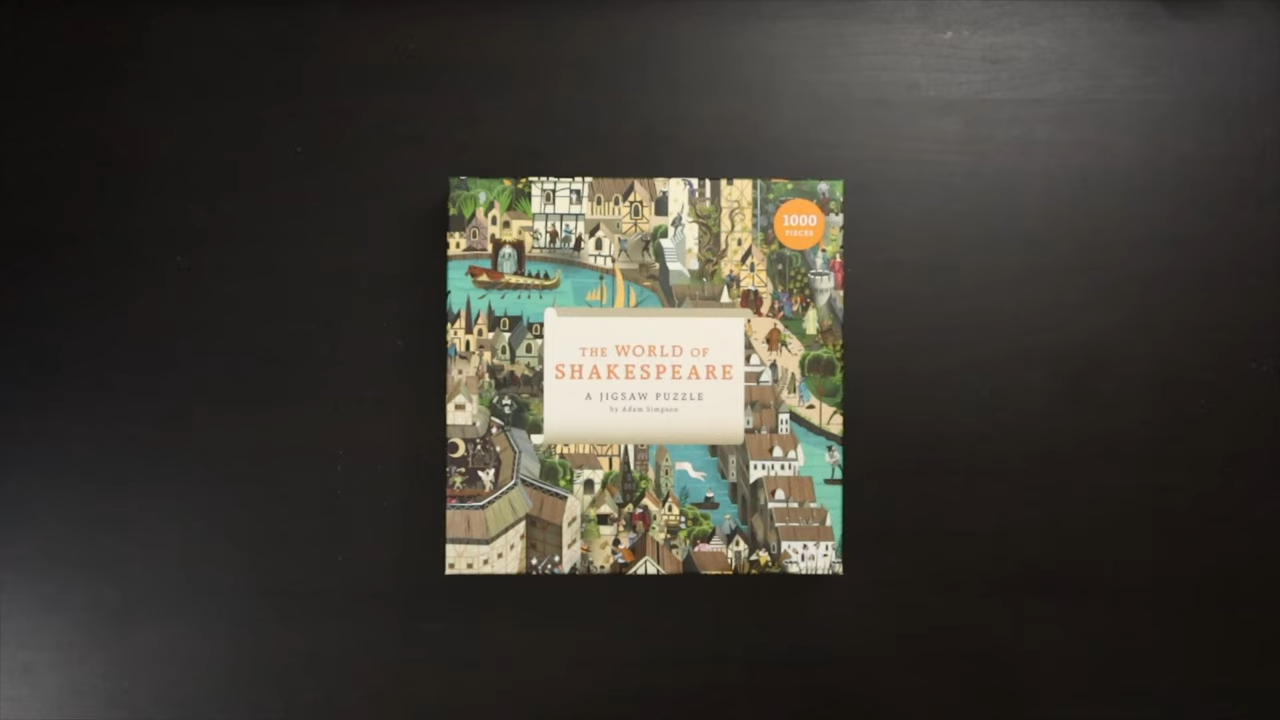 1000
PIECES
THE WORLD OF
SHAKESPEARE
A JIGSAW PUZZLE
by Adam Simpson